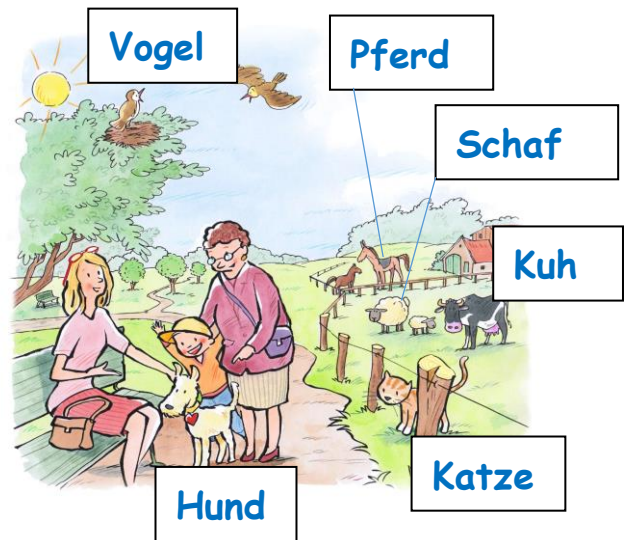 Vogel
Pferd
Schaf
Kuh
Katze
Hund